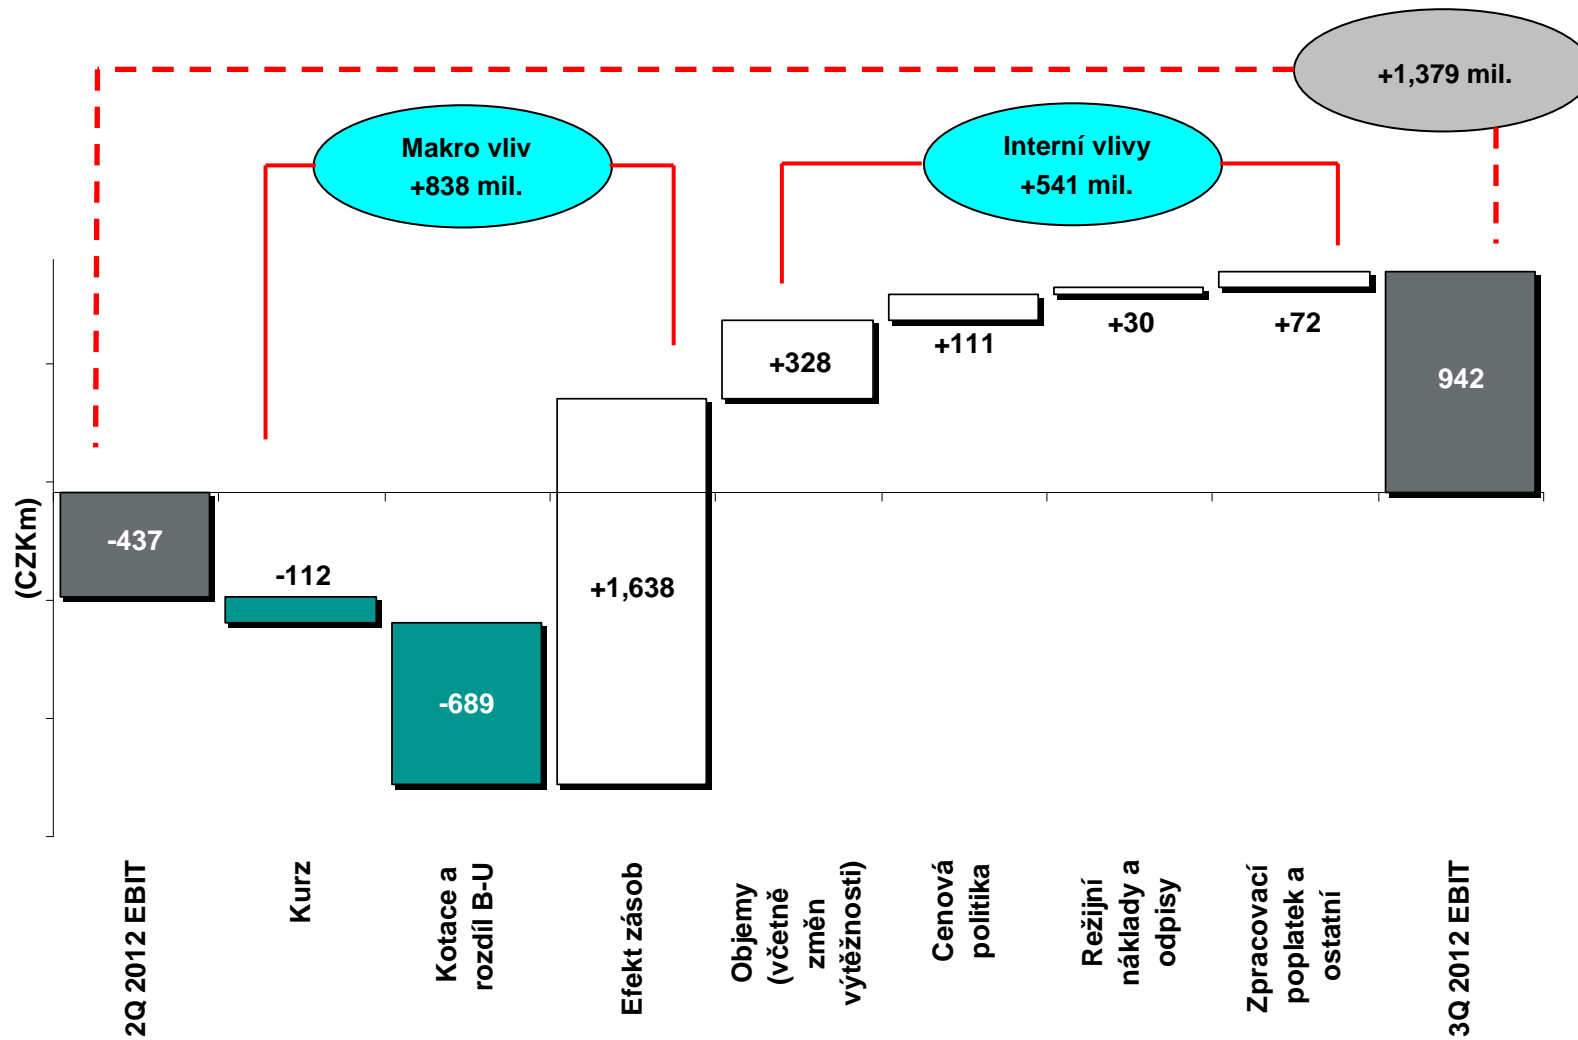 +1,379 mil.
Makro vliv
+838 mil.
Interní vlivy
+541 mil.
(CZKm)
-437
-112
-689
+1,638
+328
+111
+30
+72
942
2Q 2012 EBIT
Kurz
Kotace a
rozdíl B-U
Efekt zásob
Objemy
(včetně
změn
výtěžnosti)
Cenová
politika
Režijní
náklady a
odpisy
Zpracovací
poplatek a
ostatní
3Q 2012 EBIT